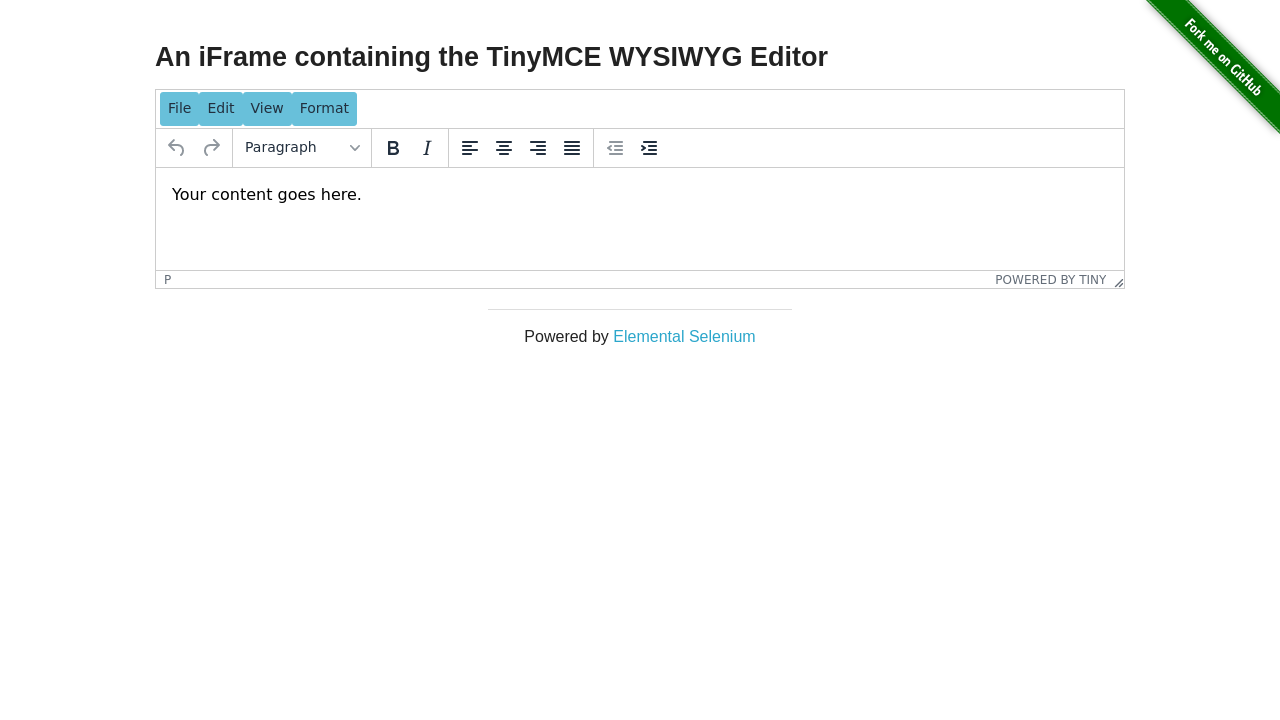 Fork me on GitHub
An iFrame containing the TinyMCE WYSIWYG Editor
File Edit View Format
Paragraph B I
Your content goes here.
P POWERED BY TINY
Powered by Elemental Selenium